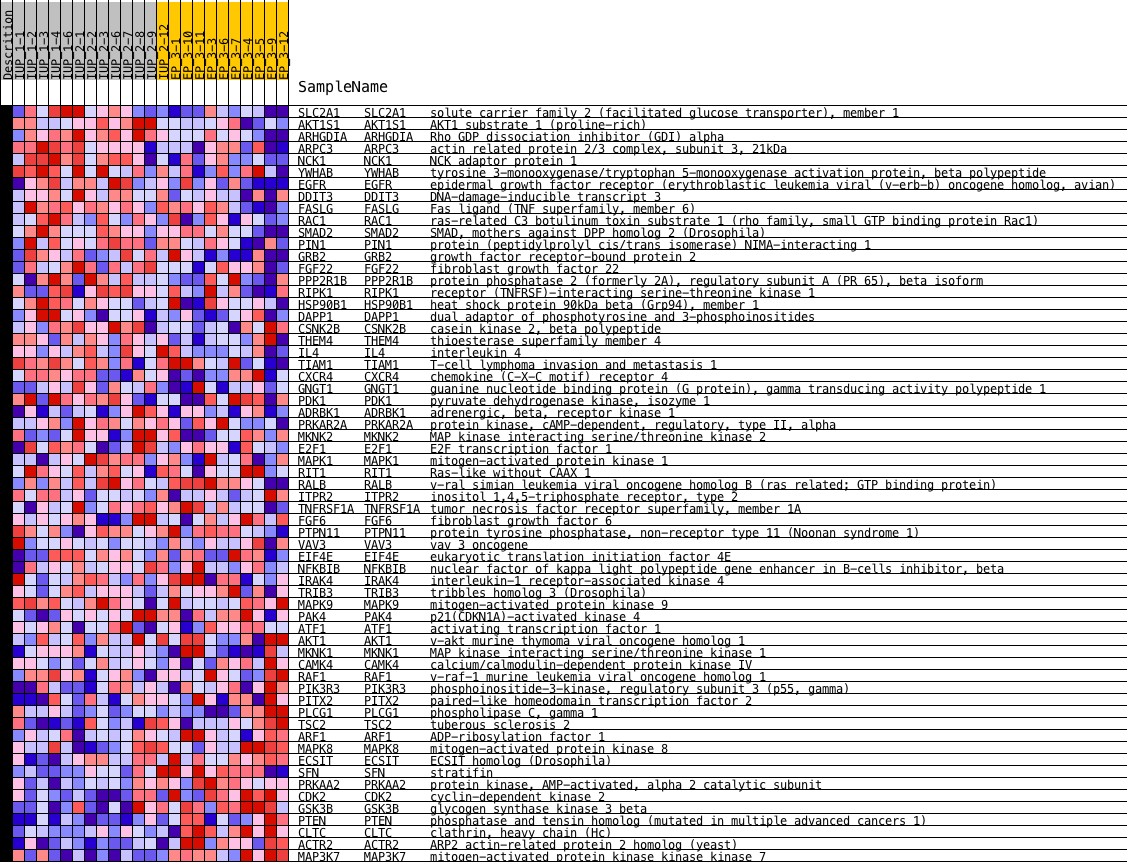 Descrition
IUP_1-1
IUP_1-2
IUP_1-3
IUP_1-4
IUP_1-6
IUP_2-1
IUP_2-2
IUP_2-3
IUP_2-6
IUP_2-7
IUP_2-8
IUP_2-9
IUP_2-12
EP_3-1
EP_3-10
EP_3-11
EP_3-3
EP_3-6
EP_3-7
EP_3-4
EP_3-5
EP_3-9
EP_3-12
SampleName
SLC2A1 SLC2A1 solute carrier family 2 (facilitated glucose transporter), member 1
AKT1S1 AKT1S1 AKT1 substrate 1 (proline-rich)
ARHGDIA ARHGDIA Rho GDP dissociation inhibitor (GDI) alpha
ARPC3 ARPC3 actin related protein 2/3 complex, subunit 3, 21kDa
NCK1 NCK1 NCK adaptor protein 1
YWHAB YWHAB tyrosine 3-monooxygenase/tryptophan 5-monooxygenase activation protein, beta polypeptide
EGFR EGFR epidermal growth factor receptor (erythroblastic leukemia viral (v-erb-b) oncogene homolog, avian)
DDIT3 DDIT3 DNA-damage-inducible transcript 3
FASLG FASLG Fas ligand (TNF superfamily, member 6)
RAC1 RAC1 ras-related C3 botulinum toxin substrate 1 (rho family, small GTP binding protein Rac1)
SMAD2 SMAD2 SMAD, mothers against DPP homolog 2 (Drosophila)
PIN1 PIN1 protein (peptidylprolyl cis/trans isomerase) NIMA-interacting 1
GRB2 GRB2 growth factor receptor-bound protein 2
FGF22 FGF22 fibroblast growth factor 22
PPP2R1B PPP2R1B protein phosphatase 2 (formerly 2A), regulatory subunit A (PR 65), beta isoform
RIPK1 RIPK1 receptor (TNFRSF)-interacting serine-threonine kinase 1
HSP90B1 HSP90B1 heat shock protein 90kDa beta (Grp94), member 1
DAPP1 DAPP1 dual adaptor of phosphotyrosine and 3-phosphoinositides
CSNK2B CSNK2B casein kinase 2, beta polypeptide
THEM4 THEM4 thioesterase superfamily member 4
IL4 IL4 interleukin 4
TIAM1 TIAM1 T-cell lymphoma invasion and metastasis 1
CXCR4 CXCR4 chemokine (C-X-C motif) receptor 4
GNGT1 GNGT1 guanine nucleotide binding protein (G protein), gamma transducing activity polypeptide 1
PDK1 PDK1 pyruvate dehydrogenase kinase, isozyme 1
ADRBK1 ADRBK1 adrenergic, beta, receptor kinase 1
PRKAR2A PRKAR2A protein kinase, cAMP-dependent, regulatory, type II, alpha
MKNK2 MKNK2 MAP kinase interacting serine/threonine kinase 2
E2F1 E2F1 E2F transcription factor 1
MAPK1 MAPK1 mitogen-activated protein kinase 1
RIT1 RIT1 Ras-like without CAAX 1
RALB RALB v-ral simian leukemia viral oncogene homolog B (ras related; GTP binding protein)
ITPR2 ITPR2 inositol 1,4,5-triphosphate receptor, type 2
TNFRSF1A TNFRSF1A tumor necrosis factor receptor superfamily, member 1A
FGF6 FGF6 fibroblast growth factor 6
PTPN11 PTPN11 protein tyrosine phosphatase, non-receptor type 11 (Noonan syndrome 1)
VAV3 VAV3 vav 3 oncogene
EIF4E EIF4E eukaryotic translation initiation factor 4E
NFKBIB NFKBIB nuclear factor of kappa light polypeptide gene enhancer in B-cells inhibitor, beta
IRAK4 IRAK4 interleukin-1 receptor-associated kinase 4
TRIB3 TRIB3 tribbles homolog 3 (Drosophila)
MAPK9 MAPK9 mitogen-activated protein kinase 9
PAK4 PAK4 p21(CDKN1A)-activated kinase 4
ATF1 ATF1 activating transcription factor 1
AKT1 AKT1 v-akt murine thymoma viral oncogene homolog 1
MKNK1 MKNK1 MAP kinase interacting serine/threonine kinase 1
CAMK4 CAMK4 calcium/calmodulin-dependent protein kinase IV
RAF1 RAF1 v-raf-1 murine leukemia viral oncogene homolog 1
PIK3R3 PIK3R3 phosphoinositide-3-kinase, regulatory subunit 3 (p55, gamma)
PITX2 PITX2 paired-like homeodomain transcription factor 2
PLCG1 PLCG1 phospholipase C, gamma 1
TSC2 TSC2 tuberous sclerosis 2
ARF1 ARF1 ADP-ribosylation factor 1
MAPK8 MAPK8 mitogen-activated protein kinase 8
ECSIT ECSIT ECSIT homolog (Drosophila)
SFN SFN stratifin
PRKAA2 PRKAA2 protein kinase, AMP-activated, alpha 2 catalytic subunit
CDK2 CDK2 cyclin-dependent kinase 2
GSK3B GSK3B glycogen synthase kinase 3 beta
PTEN PTEN phosphatase and tensin homolog (mutated in multiple advanced cancers 1)
CLTC CLTC clathrin, heavy chain (Hc)
ACTR2 ACTR2 ARP2 actin-related protein 2 homolog (yeast)
MAP3K7 MAP3K7 mitogen-activated protein kinase kinase kinase 7